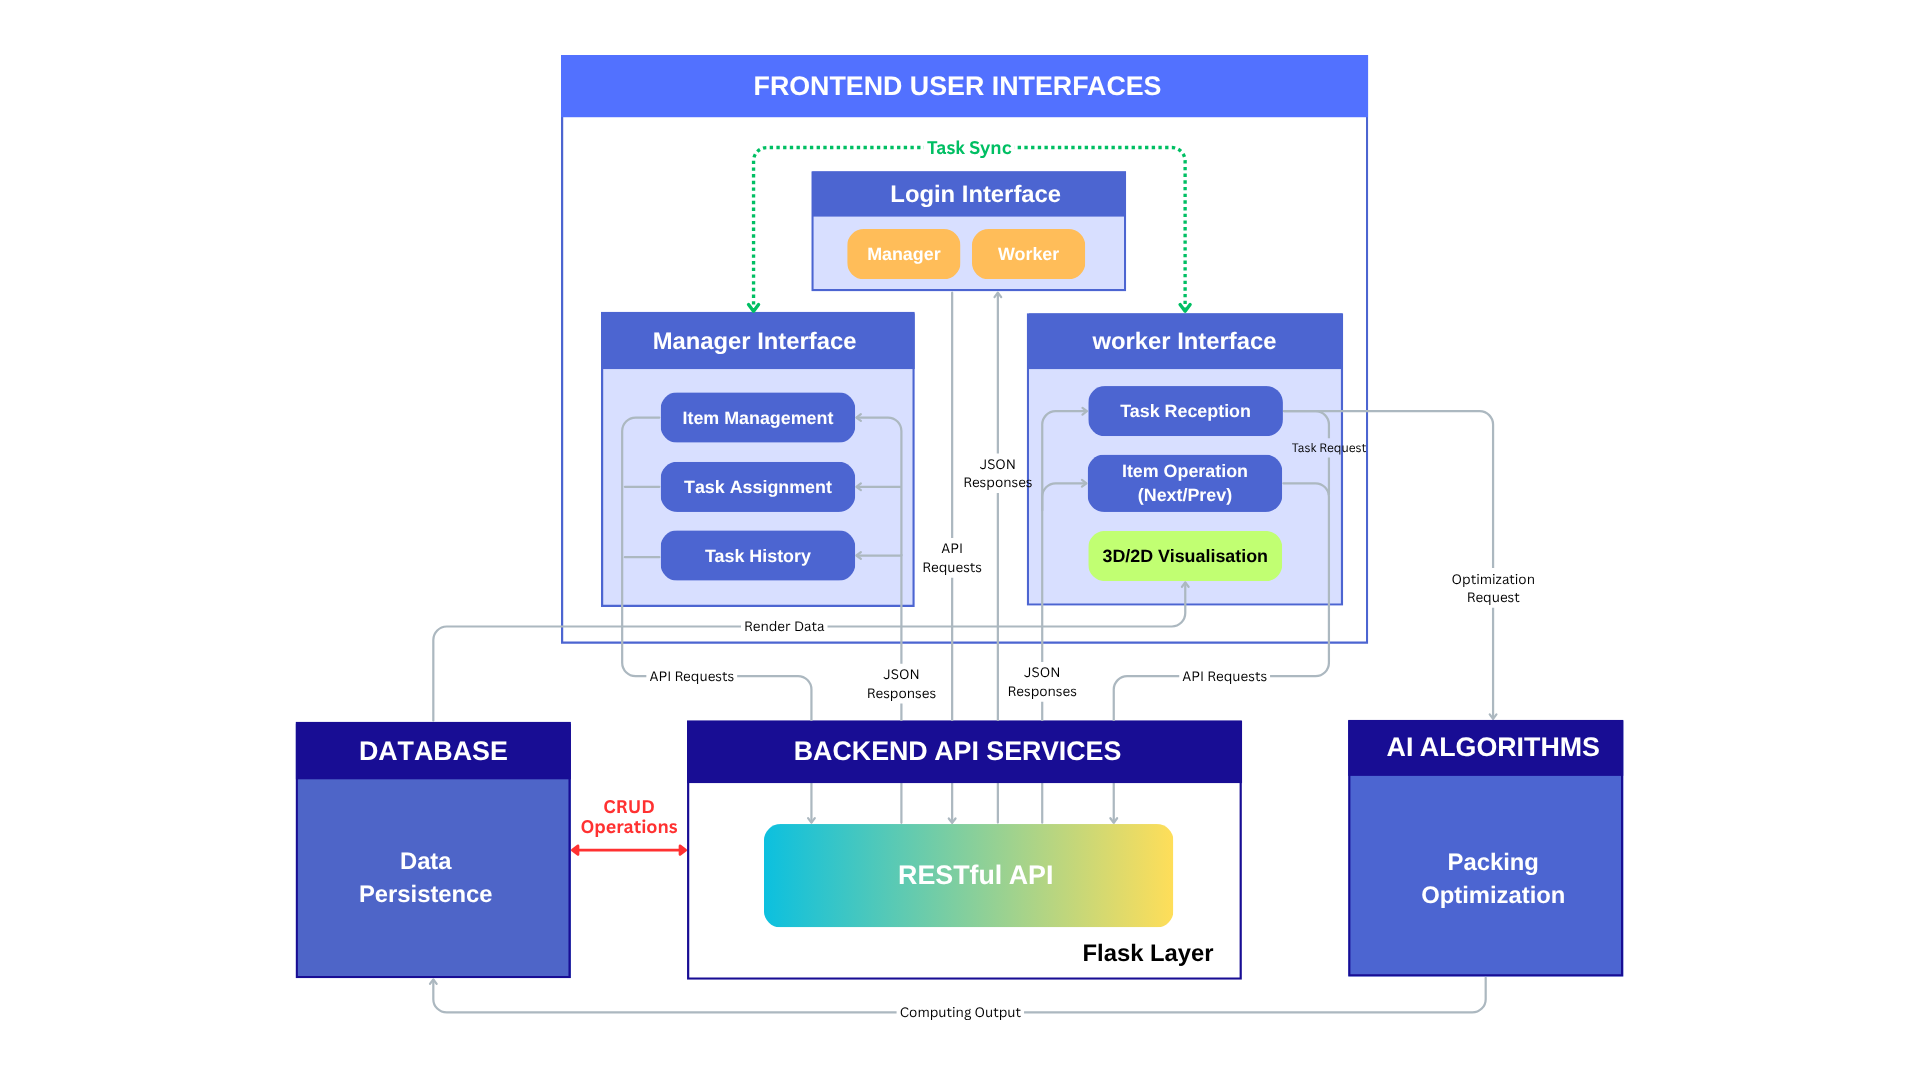 FRONTEND USER INTERFACES
Task Sync
Login Interface
Manager
Worker
Manager Interface
worker Interface
Item Management
Task Assignment
Task History
Task Reception
Task Request
Item Operation
(Next/Prev)
3D/2D Visualisation
JSON
Responses
API
Requests
Optimization
Request
Render Data
API Requests
JSON
Responses
JSON
Responses
API Requests
DATABASE
Data
Persistence
CRUD
Operations
BACKEND API SERVICES
RESTful API
Flask Layer
AI ALGORITHMS
Packing
Optimization
Computing Output